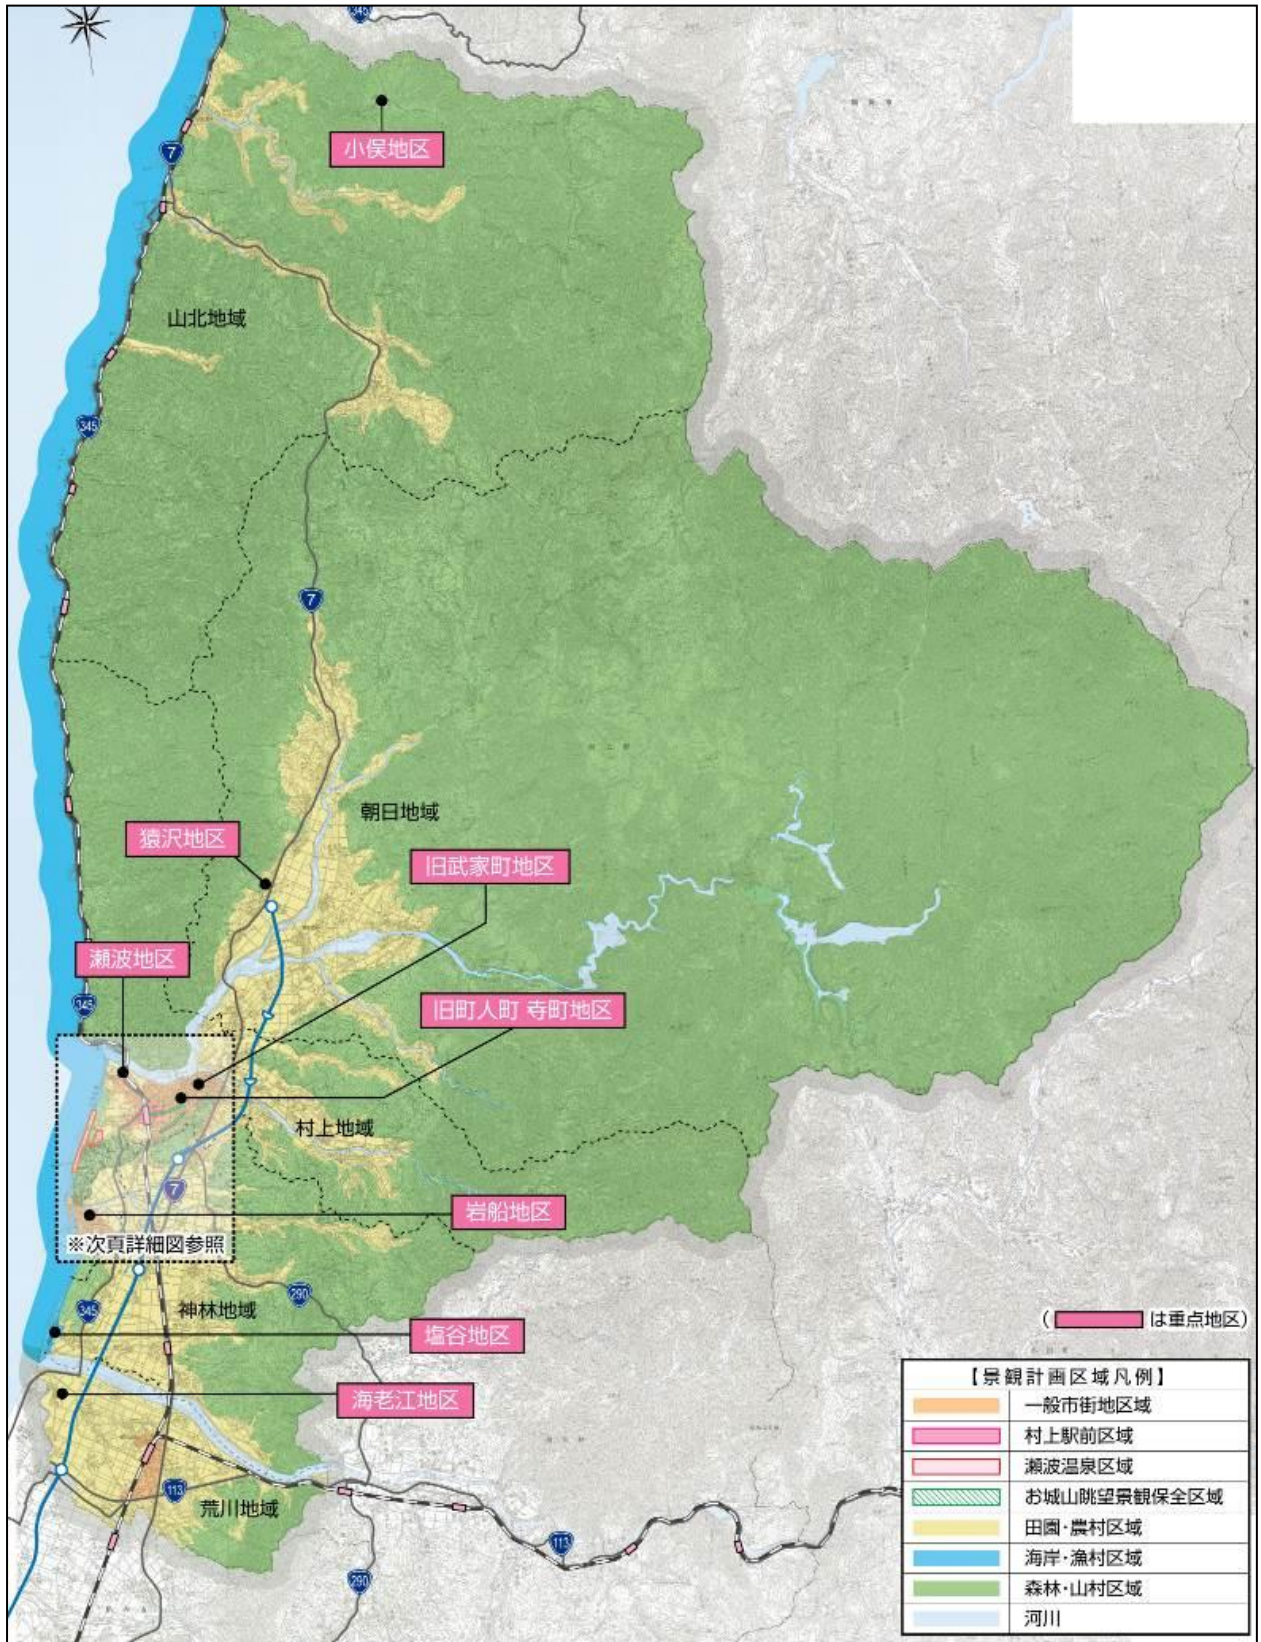 345
小俣地区
7
山北地域
345
7
朝日地域
猿沢地区
旧武家町地区
瀬波地区
345
旧町人町 寺町地区
村上地域
7
岩船地区
※次頁詳細図参照
290
345
神林地域
塩谷地区
(は重点地区)
海老江地区
【景観計画区域凡例】
一般市街地区域
村上駅前区域
瀬波温泉区域
お城山眺望景観保全区域
田園・農村区域
海岸・漁村区域
森林・山村区域
河川
113
荒川地域
113
290